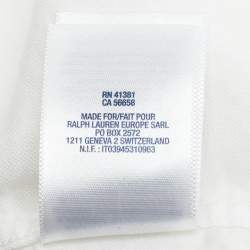 RN 41381
CA 56658
MADE FOR/FAIT POUR
RALPH LAUREN EUROPE SARL
PO BOX 2572
1211 GENEVA 2 SWITZERLAND
N.I.F. : IT03945310963